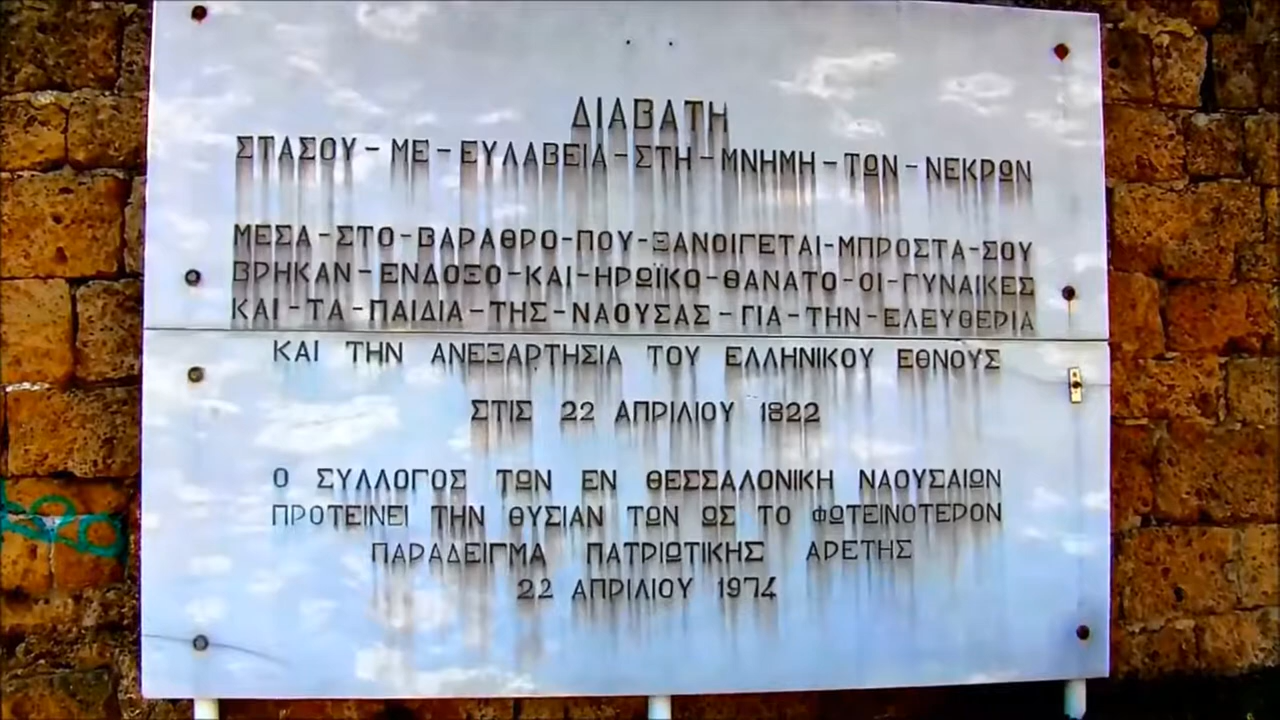 ΔΙΑΒΑΤΗ
ΣΤΑΣΟΥ - ΜΕ - ΕΥΛΑΒΕΙΑ - ΣΤΗ - ΜΝΗΜΗ - ΤΩΝ - ΝΕΚΡΩΝ
ΜΕΣΑ - ΣΤΟ - ΒΑΡΑΘΡΟ - ΠΟΥ - ΞΑΝΟΙΓΕΤΑΙ - ΜΠΡΟΣΤΑ - ΣΟΥ
ΒΡΗΚΑΝ - ΕΝΔΟΞΟ - ΚΑΙ - ΗΡΩΪΚΟ - ΘΑΝΑΤΟ - ΟΙ - ΓΥΝΑΙΚΕΣ
ΚΑΙ - ΤΑ - ΠΑΙΔΙΑ - ΤΗΣ - ΝΑΟΥΣΑΣ - ΓΙΑ - ΤΗΝ - ΕΛΕΥΘΕΡΙΑ
ΚΑΙ ΤΗΝ ΑΝΕΞΑΡΤΗΣΙΑ ΤΟΥ ΕΛΛΗΝΙΚΟΥ ΕΘΝΟΥΣ
ΣΤΙΣ 22 ΑΠΡΙΛΙΟΥ 1822
Ο ΣΥΛΛΟΓΟΣ ΤΩΝ ΕΝ ΘΕΣΣΑΛΟΝΙΚΗ ΝΑΟΥΣΑΙΩΝ
ΠΡΟΤΕΙΝΕΙ ΤΗΝ ΘΥΣΙΑΝ ΤΩΝ ΩΣ ΤΟ ΦΩΤΕΙΝΟΤΕΡΟΝ
ΠΑΡΑΔΕΙΓΜΑ ΠΑΤΡΙΩΤΙΚΗΣ ΑΡΕΤΗΣ
22 ΑΠΡΙΛΙΟΥ 1974